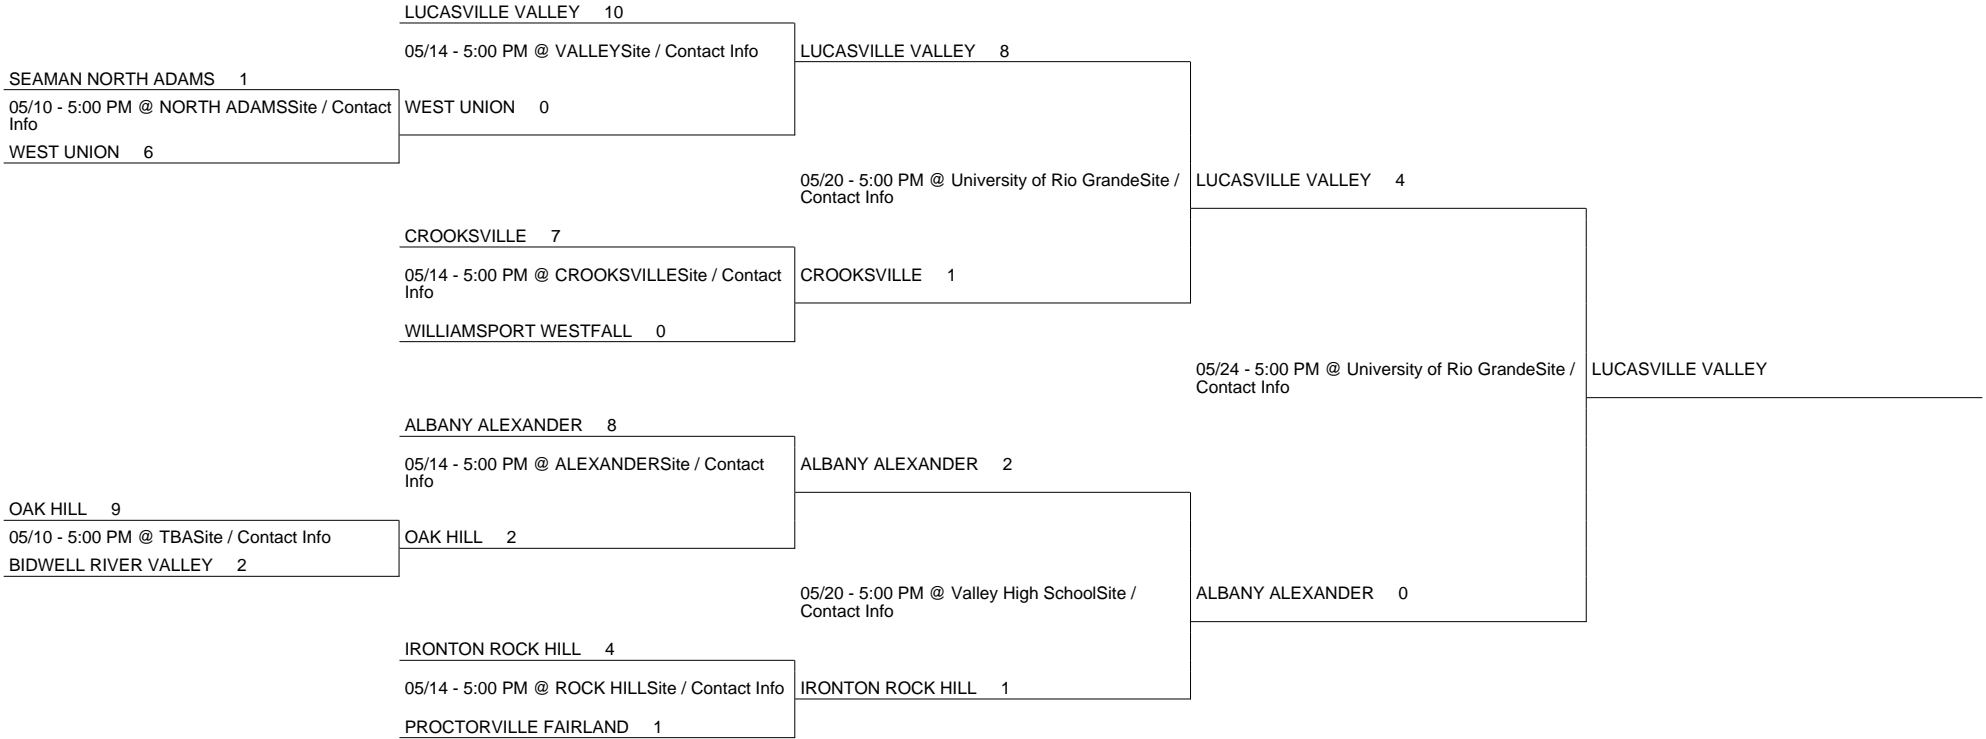 LUCASVILLE VALLEY 10
05/14 - 5:00 PM @ VALLEYSite / Contact Info
LUCASVILLE VALLEY 8
SEAMAN NORTH ADAMS 1
05/10 - 5:00 PM @ NORTH ADAMSSite / Contact
Info
WEST UNION 0
WEST UNION 6
05/20 - 5:00 PM @ University of Rio GrandeSite /
Contact Info
LUCASVILLE VALLEY 4
CROOKSVILLE 7
05/14 - 5:00 PM @ CROOKSVILLESite / Contact
Info
CROOKSVILLE 1
WILLIAMSPORT WESTFALL 0
05/24 - 5:00 PM @ University of Rio GrandeSite /
Contact Info
LUCASVILLE VALLEY
ALBANY ALEXANDER 8
05/14 - 5:00 PM @ ALEXANDERSite / Contact
Info
ALBANY ALEXANDER 2
OAK HILL 9
05/10 - 5:00 PM @ TBASite / Contact Info
OAK HILL 2
BIDWELL RIVER VALLEY 2
05/20 - 5:00 PM @ Valley High SchoolSite /
Contact Info
ALBANY ALEXANDER 0
IRONTON ROCK HILL 4
05/14 - 5:00 PM @ ROCK HILLSite / Contact Info
IRONTON ROCK HILL 1
PROCTORVILLE FAIRLAND 1